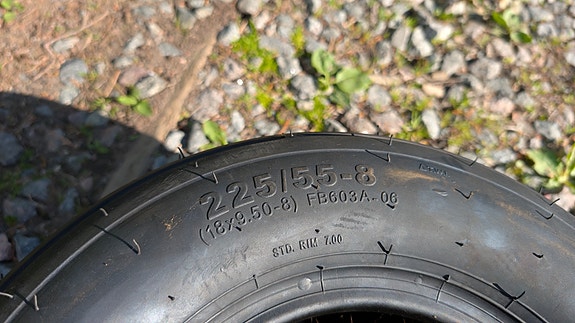 225/55-8
(18x9.50-8) FB603A-06
STD. RIM 7.00